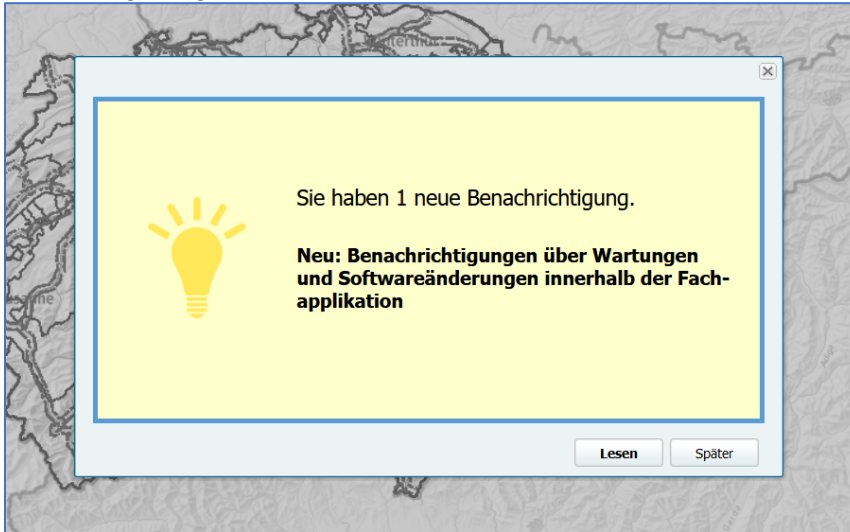 Sie haben 1 neue Benachrichtigung.
Neu: Benachrichtigungen über Wartungen
und Softwareänderungen innerhalb der Fach-
applikation
Lesen
Später